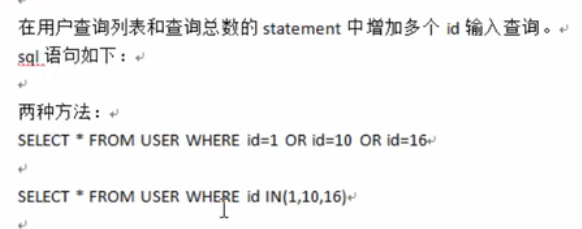 在用户查询列表和查询总数的 statement 中增加多个 id 输入查询。
sql 语句如下：
两种方法：
SELECT * FROM USER WHERE id=1 OR id=10 OR id=16
SELECT * FROM USER WHERE id IN(1,10,16)